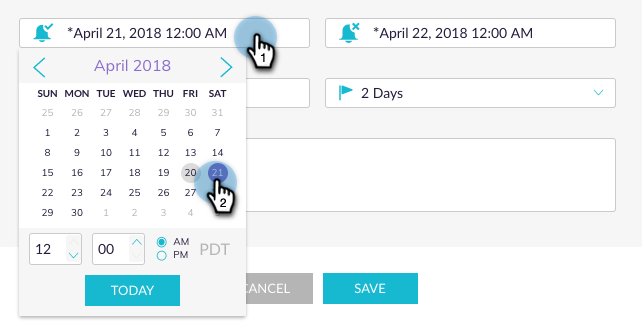 *April 21, 2018 12:00 AM
*April 22, 2018 12:00 AM
1
April 2018
SUN MON TUE WED THU FRI SAT
25 26 27 28 29 30 31
1 2 3 4 5 6 7
8 9 10 11 12 13 14
15 16 17 18 19 20 21
22 23 24 25 26 27
29 30 1 2 3 4
2
2 Days
12 00 AM PM PDT
TODAY
CANCEL
SAVE